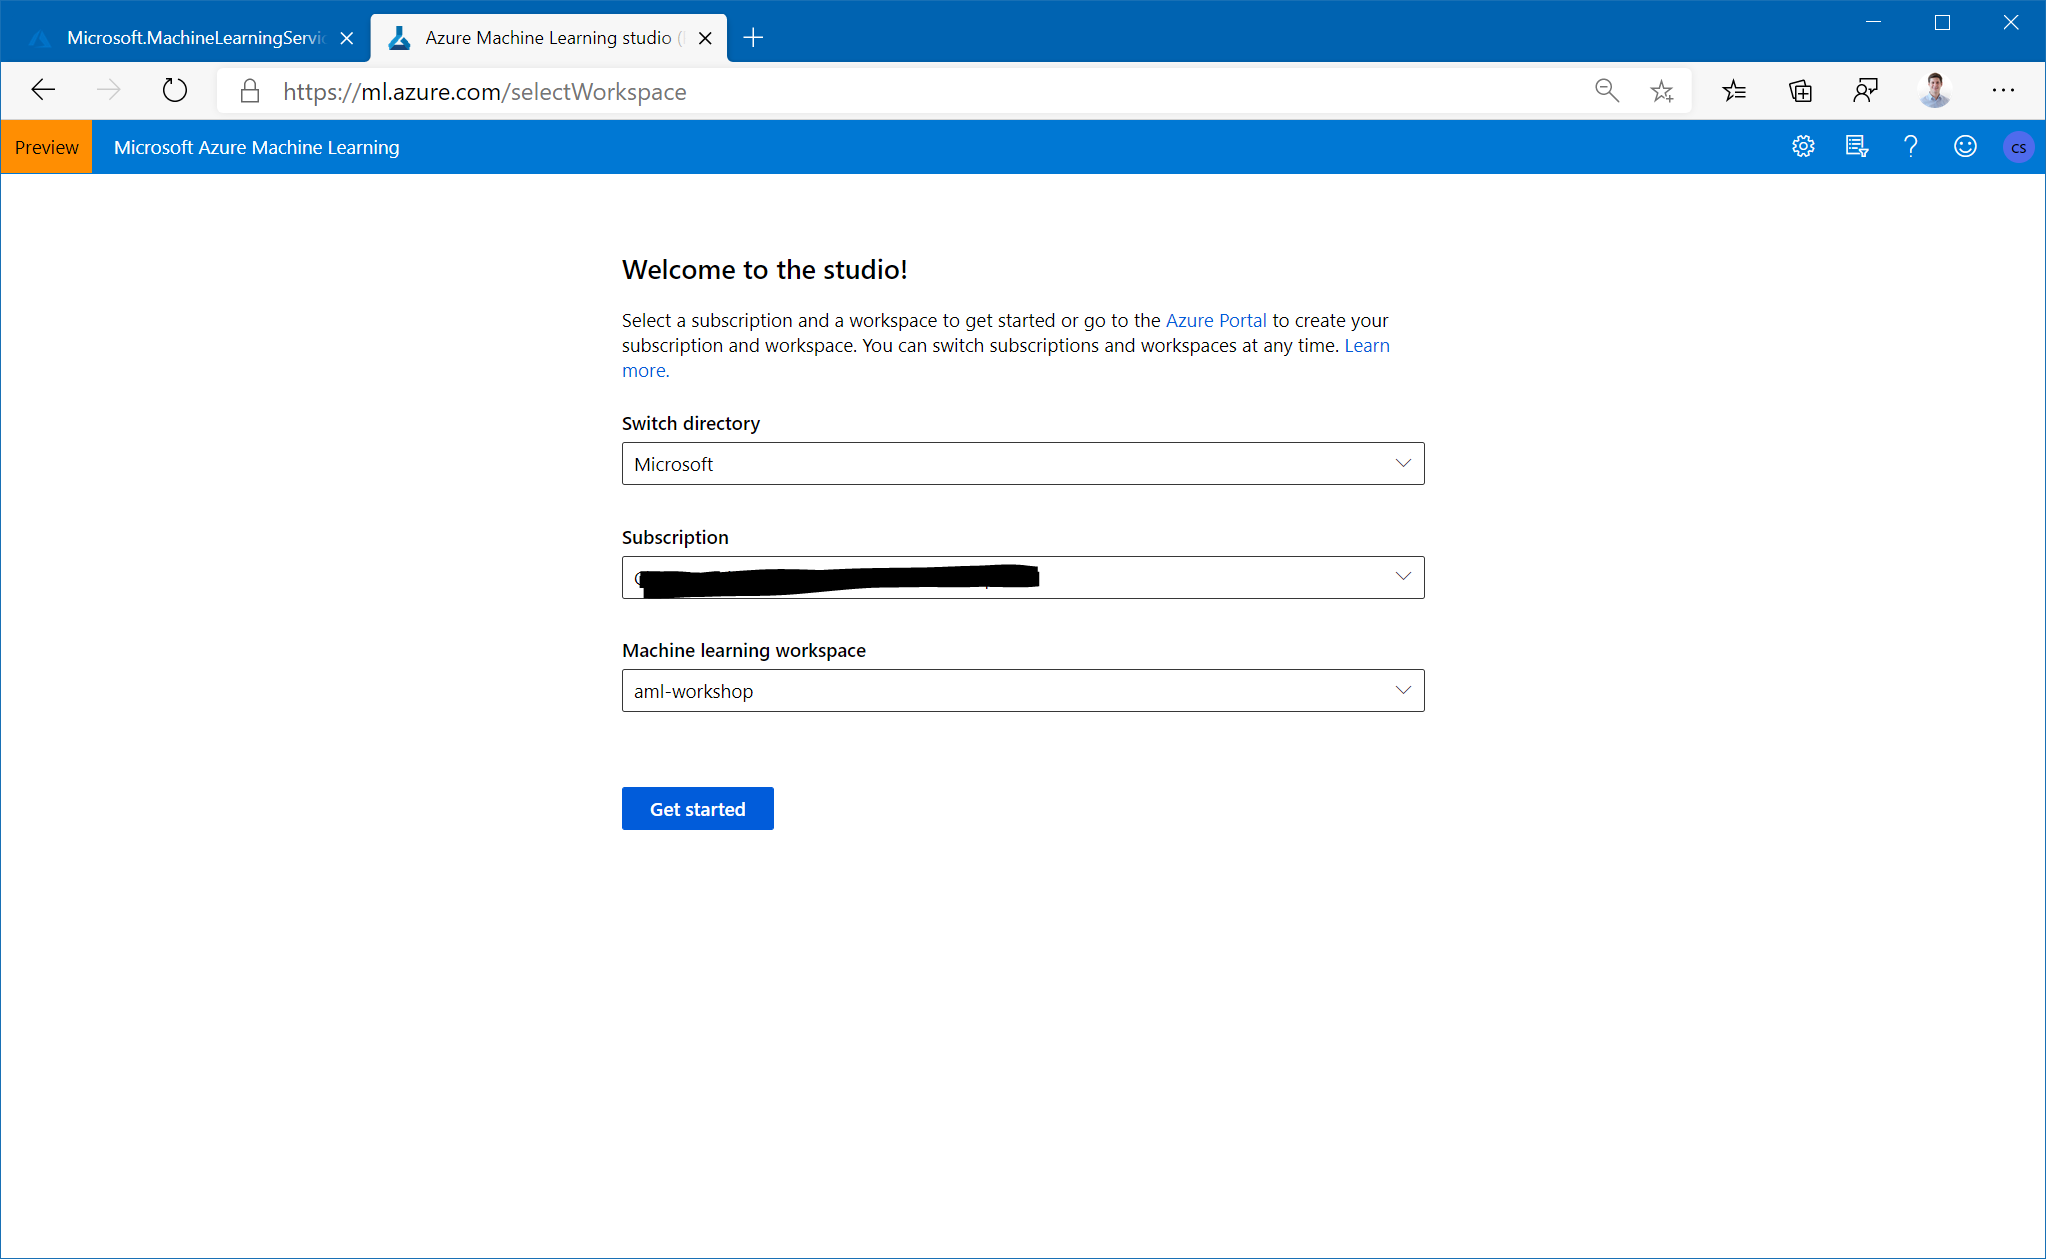 Microsoft.MachineLearningServic
Azure Machine Learning studio (
https://ml.azure.com/selectWorkspace
Preview
Microsoft Azure Machine Learning
CS
Welcome to the studio!
Select a subscription and a workspace to get started or go to the Azure Portal to create your
subscription and workspace. You can switch subscriptions and workspaces at any time. Learn
more.
Switch directory
Microsoft
Subscription
Machine learning workspace
aml-workshop
Get started